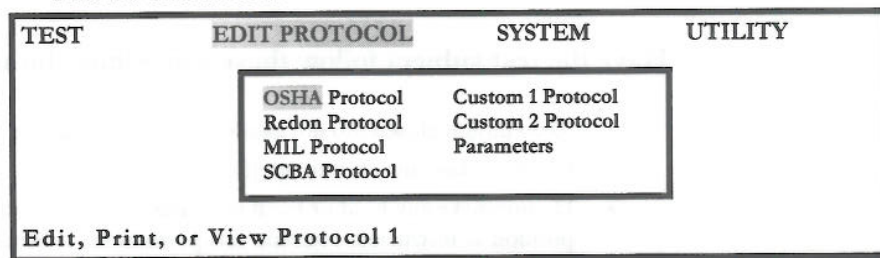 TEST EDIT PROTOCOL SYSTEM UTILITY
OSHA Protocol Custom 1 Protocol
Redon Protocol Custom 2 Protocol
MIL Protocol Parameters
SCBA Protocol
Edit, Print, or View Protocol 1